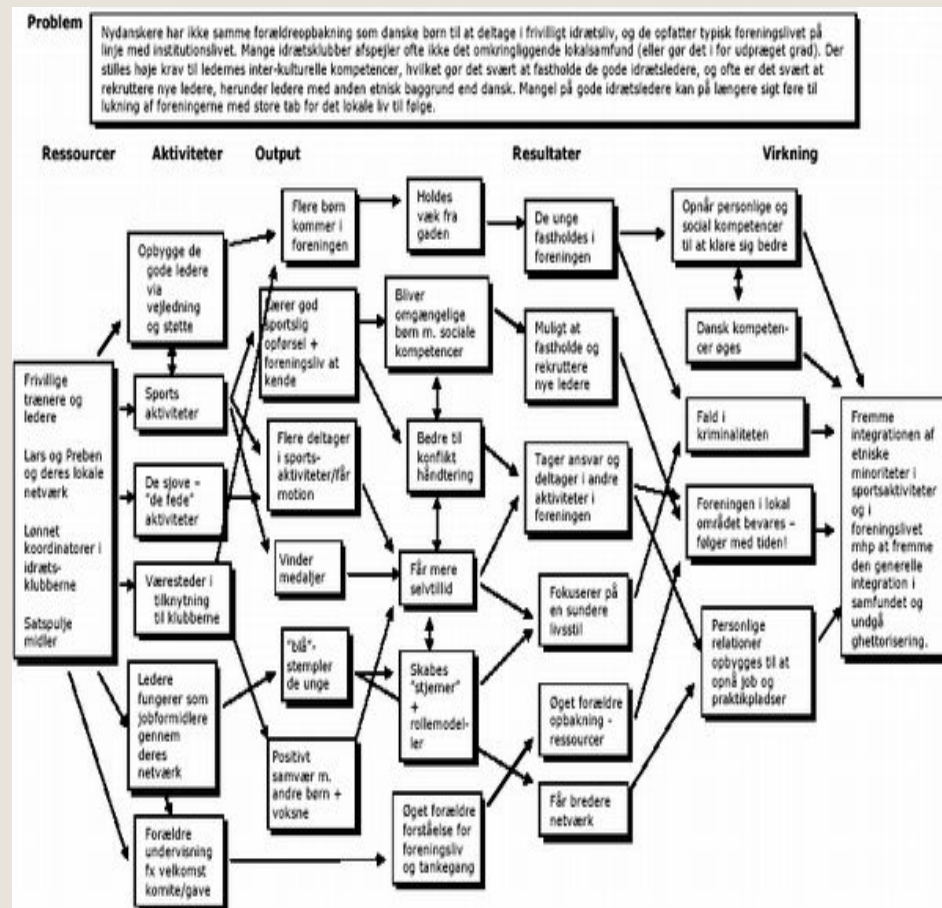 Problem
Nydanskere har ikke samme forældreopbakning som danske børn til at deltage i frivilligt idrætsliv, og de opfatter typisk foreningslivet på
linje med institutionslivet. Mange idrætsklubber afspejler ofte ikke det omkringliggende lokalsamfund (eller gør det i for udpræget grad). Der
stilles høje krav til ledernes inter-kulturelle kompetencer, hvilket gør det svært at fastholde de gode idrætsledere, og ofte er det svært at
rekruttere nye ledere, herunder ledere med anden etnisk baggrund end dansk. Mangel på gode idrætsledere kan på længere sigt føre til
lukning af foreningerne med store tab for det lokale liv til følge.
Ressourcer
Aktiviteter
Output
Resultater
Virkning
Frivillige
trænere og
ledere
Lars og Preben
og deres lokale
netværk
Lønnet
koordinatorer i
idræts-
klubberne
Satspulje
midler
Opbygge de
gode ledere
via
vejledning
og støtte
Sports
aktiviteter
De sjove –
"de fede"
aktiviteter
Væresteder i
tilknytning
til klubberne
Ledere
fungerer som
jobformidlere
gennem
deres
netværk
Forældre
undervisning
fx velkomst
komite/gave
Flere børn
kommer i
foreningen
Lærer god
sportslig
opførsel +
foreningsliv at
kende
Flere deltager
i sports-
aktiviteter/får
motion
Vinder
medaljer
"blå"-
stempler
de unge
Positivt
samvær m.
andre børn +
voksne
Holdes
væk fra
gaden
Bliver
omgængelige
børn m. sociale
kompetencer
Bedre til
konflikt
håndtering
Får mere
selvtillid
Skabes
"stjerner"
+
rollemodel-
ler
Øget forældre
forståelse for
foreningsliv
og tankegang
De unge
fastholdes i
foreningen
Muligt at
fastholde og
rekruttere
nye ledere
Tager ansvar og
deltager i andre
aktiviteter i
foreningen
Fokuserer på
en sundere
livsstil
Øget forældre
opbakning -
ressourcer
Får bredere
netværk
Opnår personlige og
social kompetencer
til at klare sig bedre
Dansk kompeten-
cer øges
Fald i
kriminaliteten
Foreningen i lokal
området bevares –
følger med tiden!
Personlige
relationer
opbygges til at
opnå job og
praktikpladser
Fremme
integrationen af
etniske
minoriteter i
sportsaktiviteter
og i
foreningslivet
mhp at fremme
den generelle
integration i
samfundet og
undgå
ghettorisering.